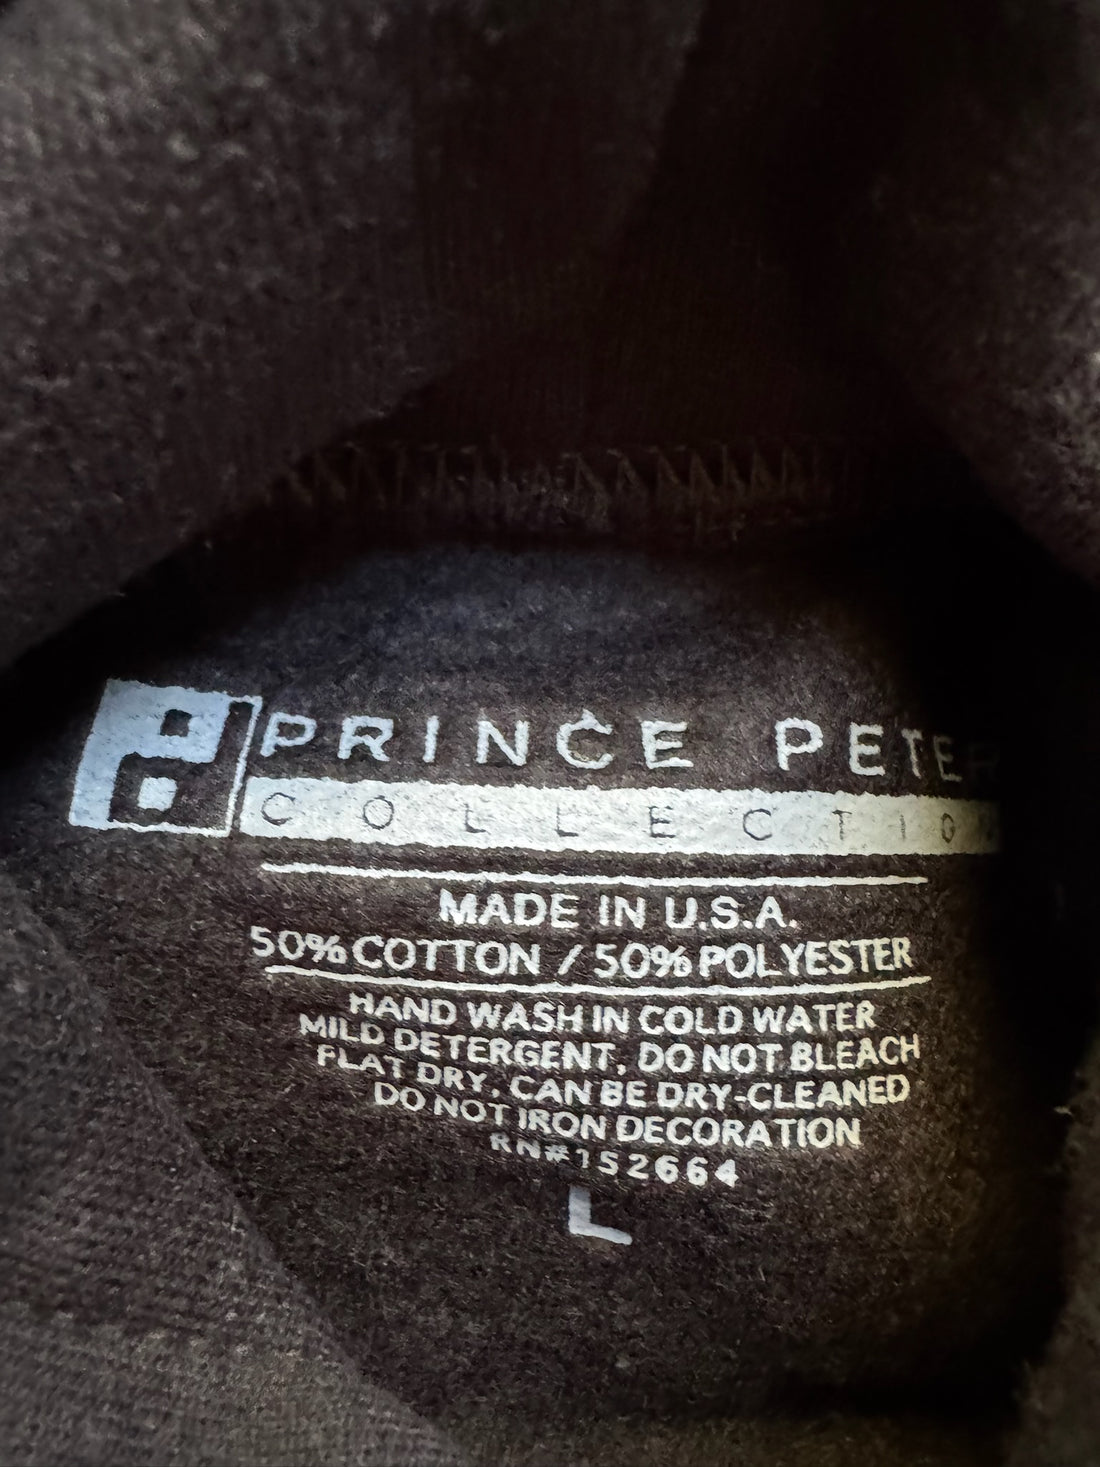 PRINCE PETER
COLLECTIO
MADE IN U.S.A.
50% COTTON / 50% POLYESTER
HAND WASH IN COLD WATER
MILD DETERGENT, DO NOT BLEACH
FLAT DRY, CAN BE DRY-CLEANED
DO NOT IRON DECORATION
RN#152664
L